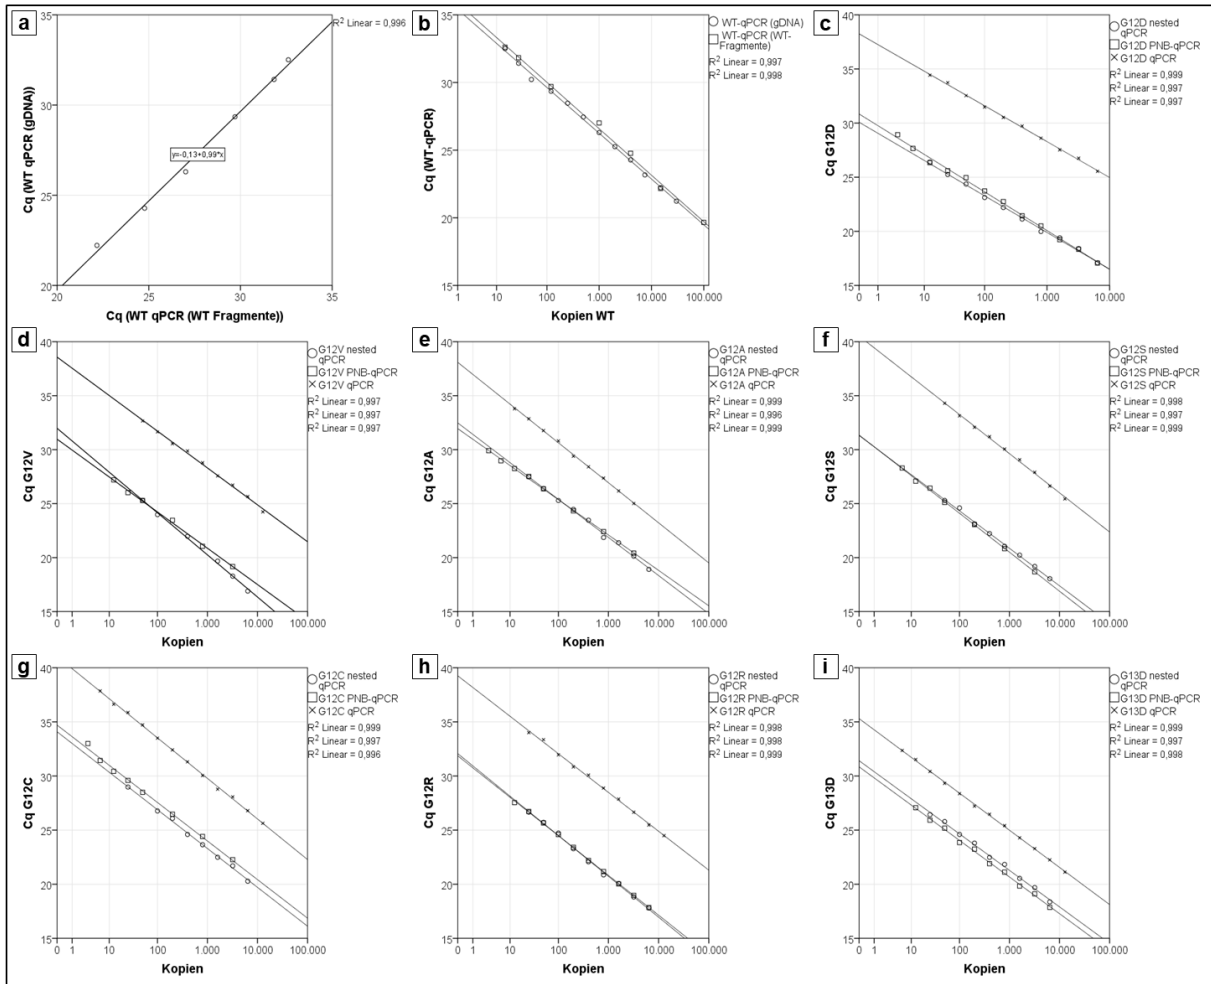 a
35
30
25
20
20
25
30
35
Cq (WT qPCR (gDNA))
Cq (WT qPCR (WT Fragmente))
y=-0,13+0,99*x
R² Linear = 0,996
b
35
30
25
20
15
1
10
100
1.000
10.000
100.000
Cq (WT-qPCR)
Kopien WT
WT-qPCR (gDNA)
WT-qPCR (WT-
Fragmente)
R² Linear = 0,997
R² Linear = 0,998
c
40
35
30
25
20
15
0
1
10
100
1.000
10.000
Cq G12D
Kopien
G12D nested
qPCR
G12D PNB-qPCR
G12D qPCR
R² Linear = 0,999
R² Linear = 0,997
R² Linear = 0,997
d
40
35
30
25
20
15
0
1
10
100
1.000
10.000
100.000
Cq G12V
Kopien
G12V nested
qPCR
G12V PNB-qPCR
G12V qPCR
R² Linear = 0,997
R² Linear = 0,997
R² Linear = 0,997
e
40
35
30
25
20
15
0
1
10
100
1.000
10.000
100.000
Cq G12A
Kopien
G12A nested
qPCR
G12A PNB-qPCR
G12A qPCR
R² Linear = 0,999
R² Linear = 0,996
R² Linear = 0,999
f
40
35
30
25
20
15
0
1
10
100
1.000
10.000
100.000
Cq G12S
Kopien
G12S nested
qPCR
G12S PNB-qPCR
G12S qPCR
R² Linear = 0,998
R² Linear = 0,997
R² Linear = 0,999
g
40
35
30
25
20
15
0
1
10
100
1.000
10.000
100.000
Cq G12C
Kopien
G12C nested
qPCR
G12C PNB-qPCR
G12C qPCR
R² Linear = 0,999
R² Linear = 0,997
R² Linear = 0,996
h
40
35
30
25
20
15
0
1
10
100
1.000
10.000
100.000
Cq G12R
Kopien
G12R nested
qPCR
G12R PNB-qPCR
G12R qPCR
R² Linear = 0,998
R² Linear = 0,998
R² Linear = 0,999
i
40
35
30
25
20
15
0
1
10
100
1.000
10.000
100.000
Cq G13D
Kopien
G13D nested
qPCR
G13D PNB-qPCR
G13D qPCR
R² Linear = 0,999
R² Linear = 0,997
R² Linear = 0,998